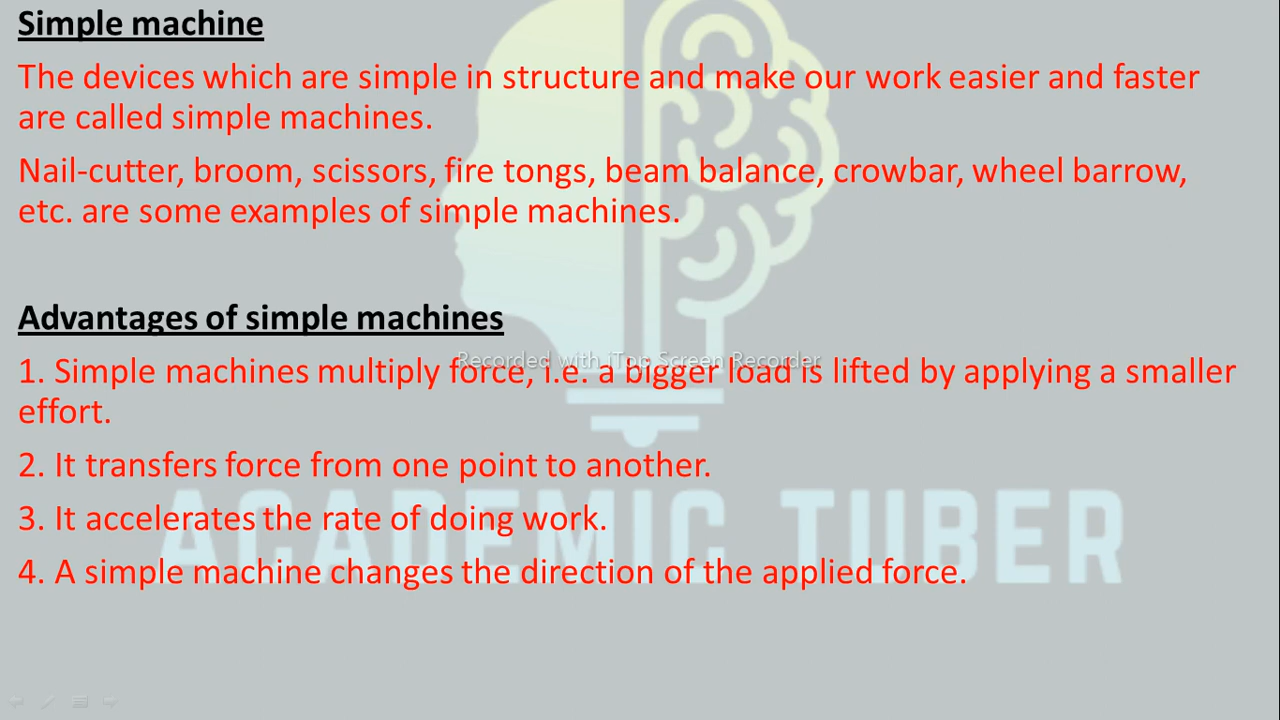 Simple machine
The devices which are simple in structure and make our work easier and faster
are called simple machines.
Nail-cutter, broom, scissors, fire tongs, beam balance, crowbar, wheel barrow,
etc. are some examples of simple machines.
Advantages of simple machines
Recorded with iTop Screen Recorder
1. Simple machines multiply force, i.e. a bigger load is lifted by applying a smaller
effort.
2. It transfers force from one point to another.
3. It accelerates the rate of doing work.
ACADEMIC TUBER
4. A simple machine changes the direction of the applied force.